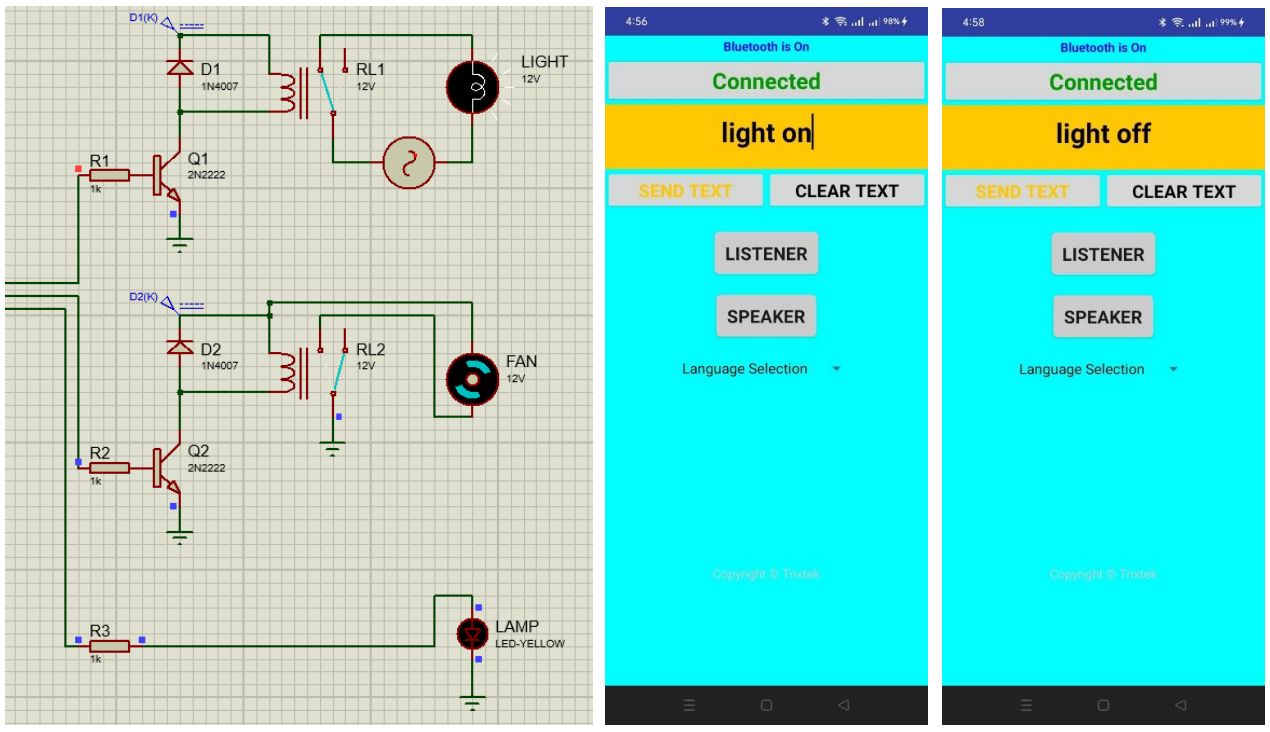 D1(K)
D1
1N4007
RL1
12V
LIGHT
12V
R1
1k
Q1
2N2222
D2(K)
D2
1N4007
RL2
12V
FAN
12V
R2
1k
Q2
2N2222
R3
1k
LAMP
LED-YELLOW
4:56 98%
Bluetooth is On
Connected
light on
SEND TEXT CLEAR TEXT
LISTENER
SPEAKER
Language Selection
Copyright © Trixtek
4:58 99%
Bluetooth is On
Connected
light off
SEND TEXT CLEAR TEXT
LISTENER
SPEAKER
Language Selection
Copyright © Trixtek